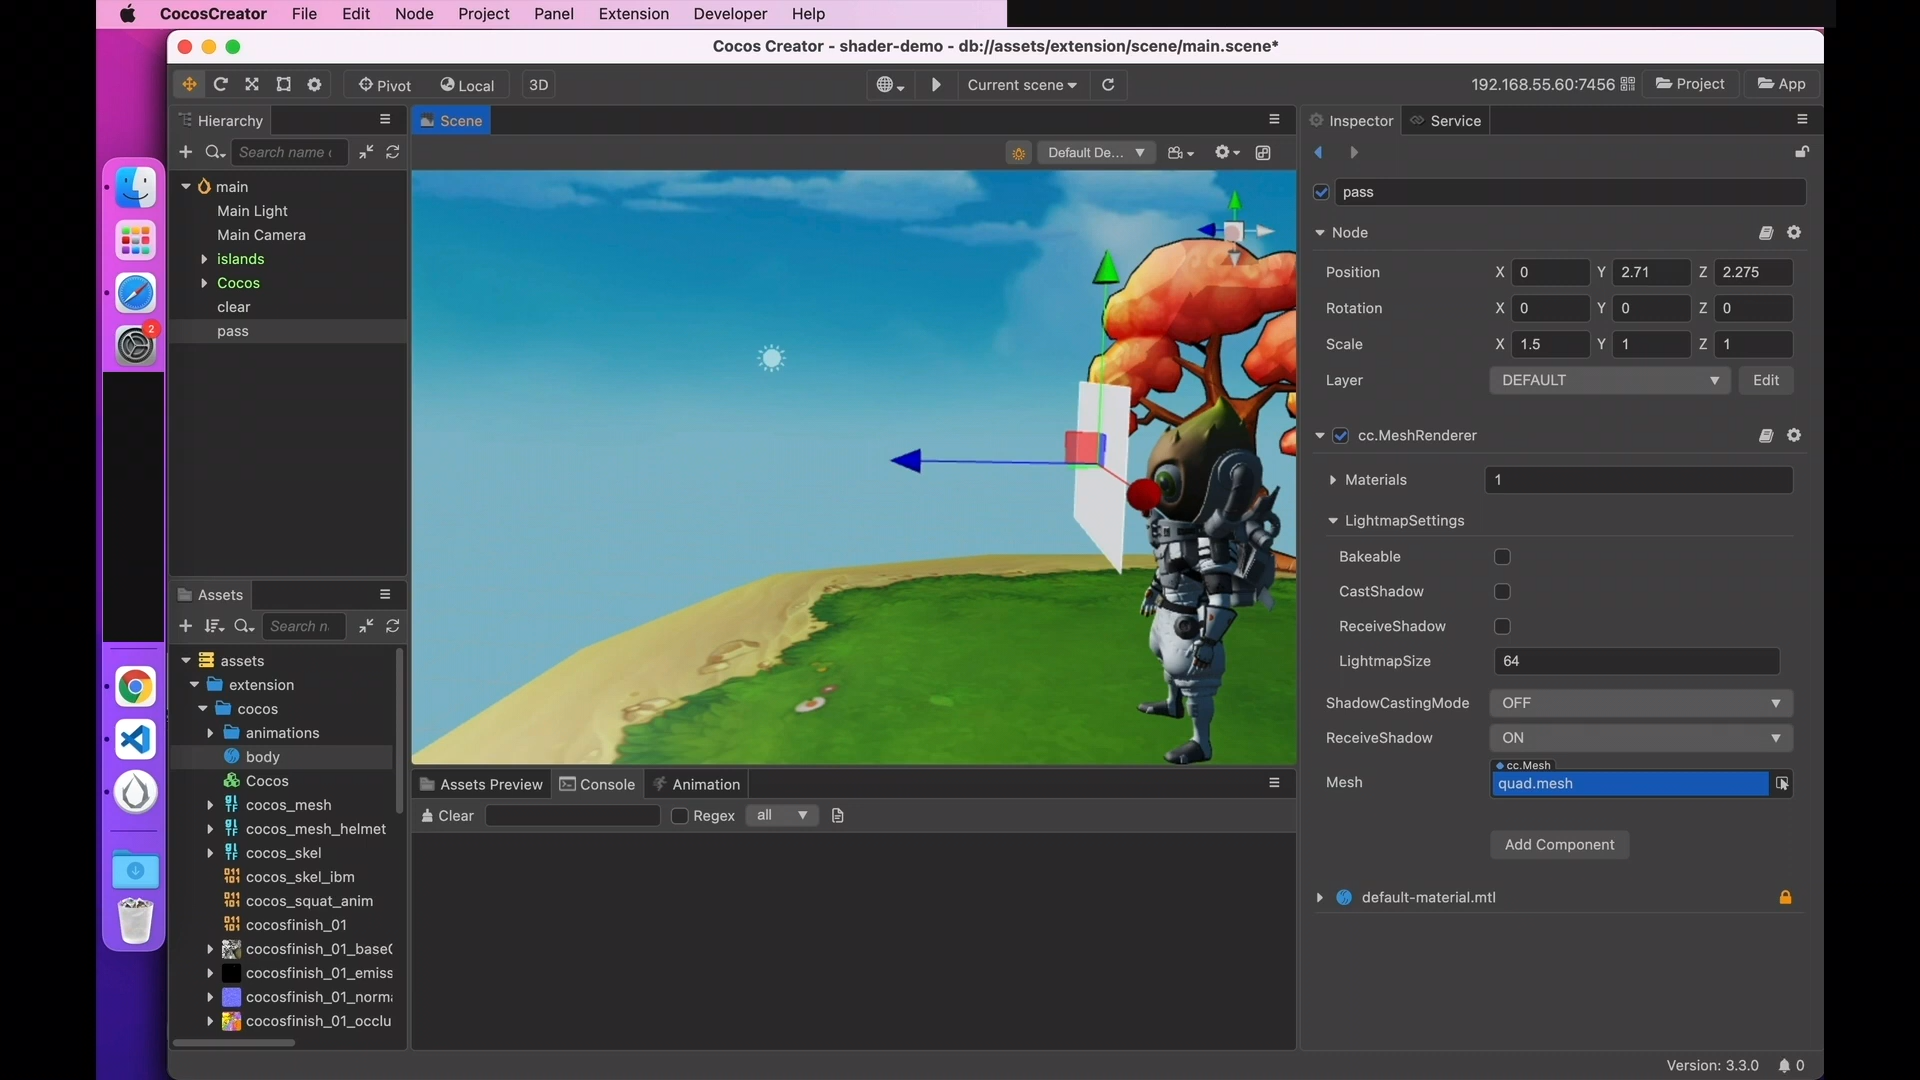 CocosCreator File Edit Node Project Panel Extension Developer Help
Cocos Creator - shader-demo - db://assets/extension/scene/main.scene*
Pivot Local 3D Current scene 192.168.55.60:7456 Project App
Hierarchy
Search name (
main
Main Light
Main Camera
islands
Cocos
clear
pass
Assets
Search n
assets
extension
cocos
animations
body
Cocos
cocos_mesh
cocos_mesh_helmet
cocos_skel
cocos_skel_ibm
cocos_squat_anim
cocosfinish_01
cocosfinish_01_baseC
cocosfinish_01_emiss
cocosfinish_01_norma
cocosfinish_01_occlu
Scene
Default De...
Assets Preview Console Animation
Clear Regex all
Inspector Service
pass
Node
Position X 0 Y 2.71 Z 2.275
Rotation X 0 Y 0 Z 0
Scale X 1.5 Y 1 Z 1
Layer DEFAULT Edit
cc.MeshRenderer
Materials 1
LightmapSettings
Bakeable
CastShadow
ReceiveShadow
LightmapSize 64
ShadowCastingMode OFF
ReceiveShadow ON
cc.Mesh
Mesh quad.mesh
Add Component
default-material.mtl
Version: 3.3.0 0
2